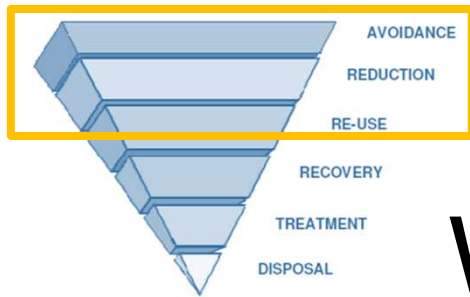 AVOIDANCE
REDUCTION
RE-USE
RECOVERY
TREATMENT
DISPOSAL